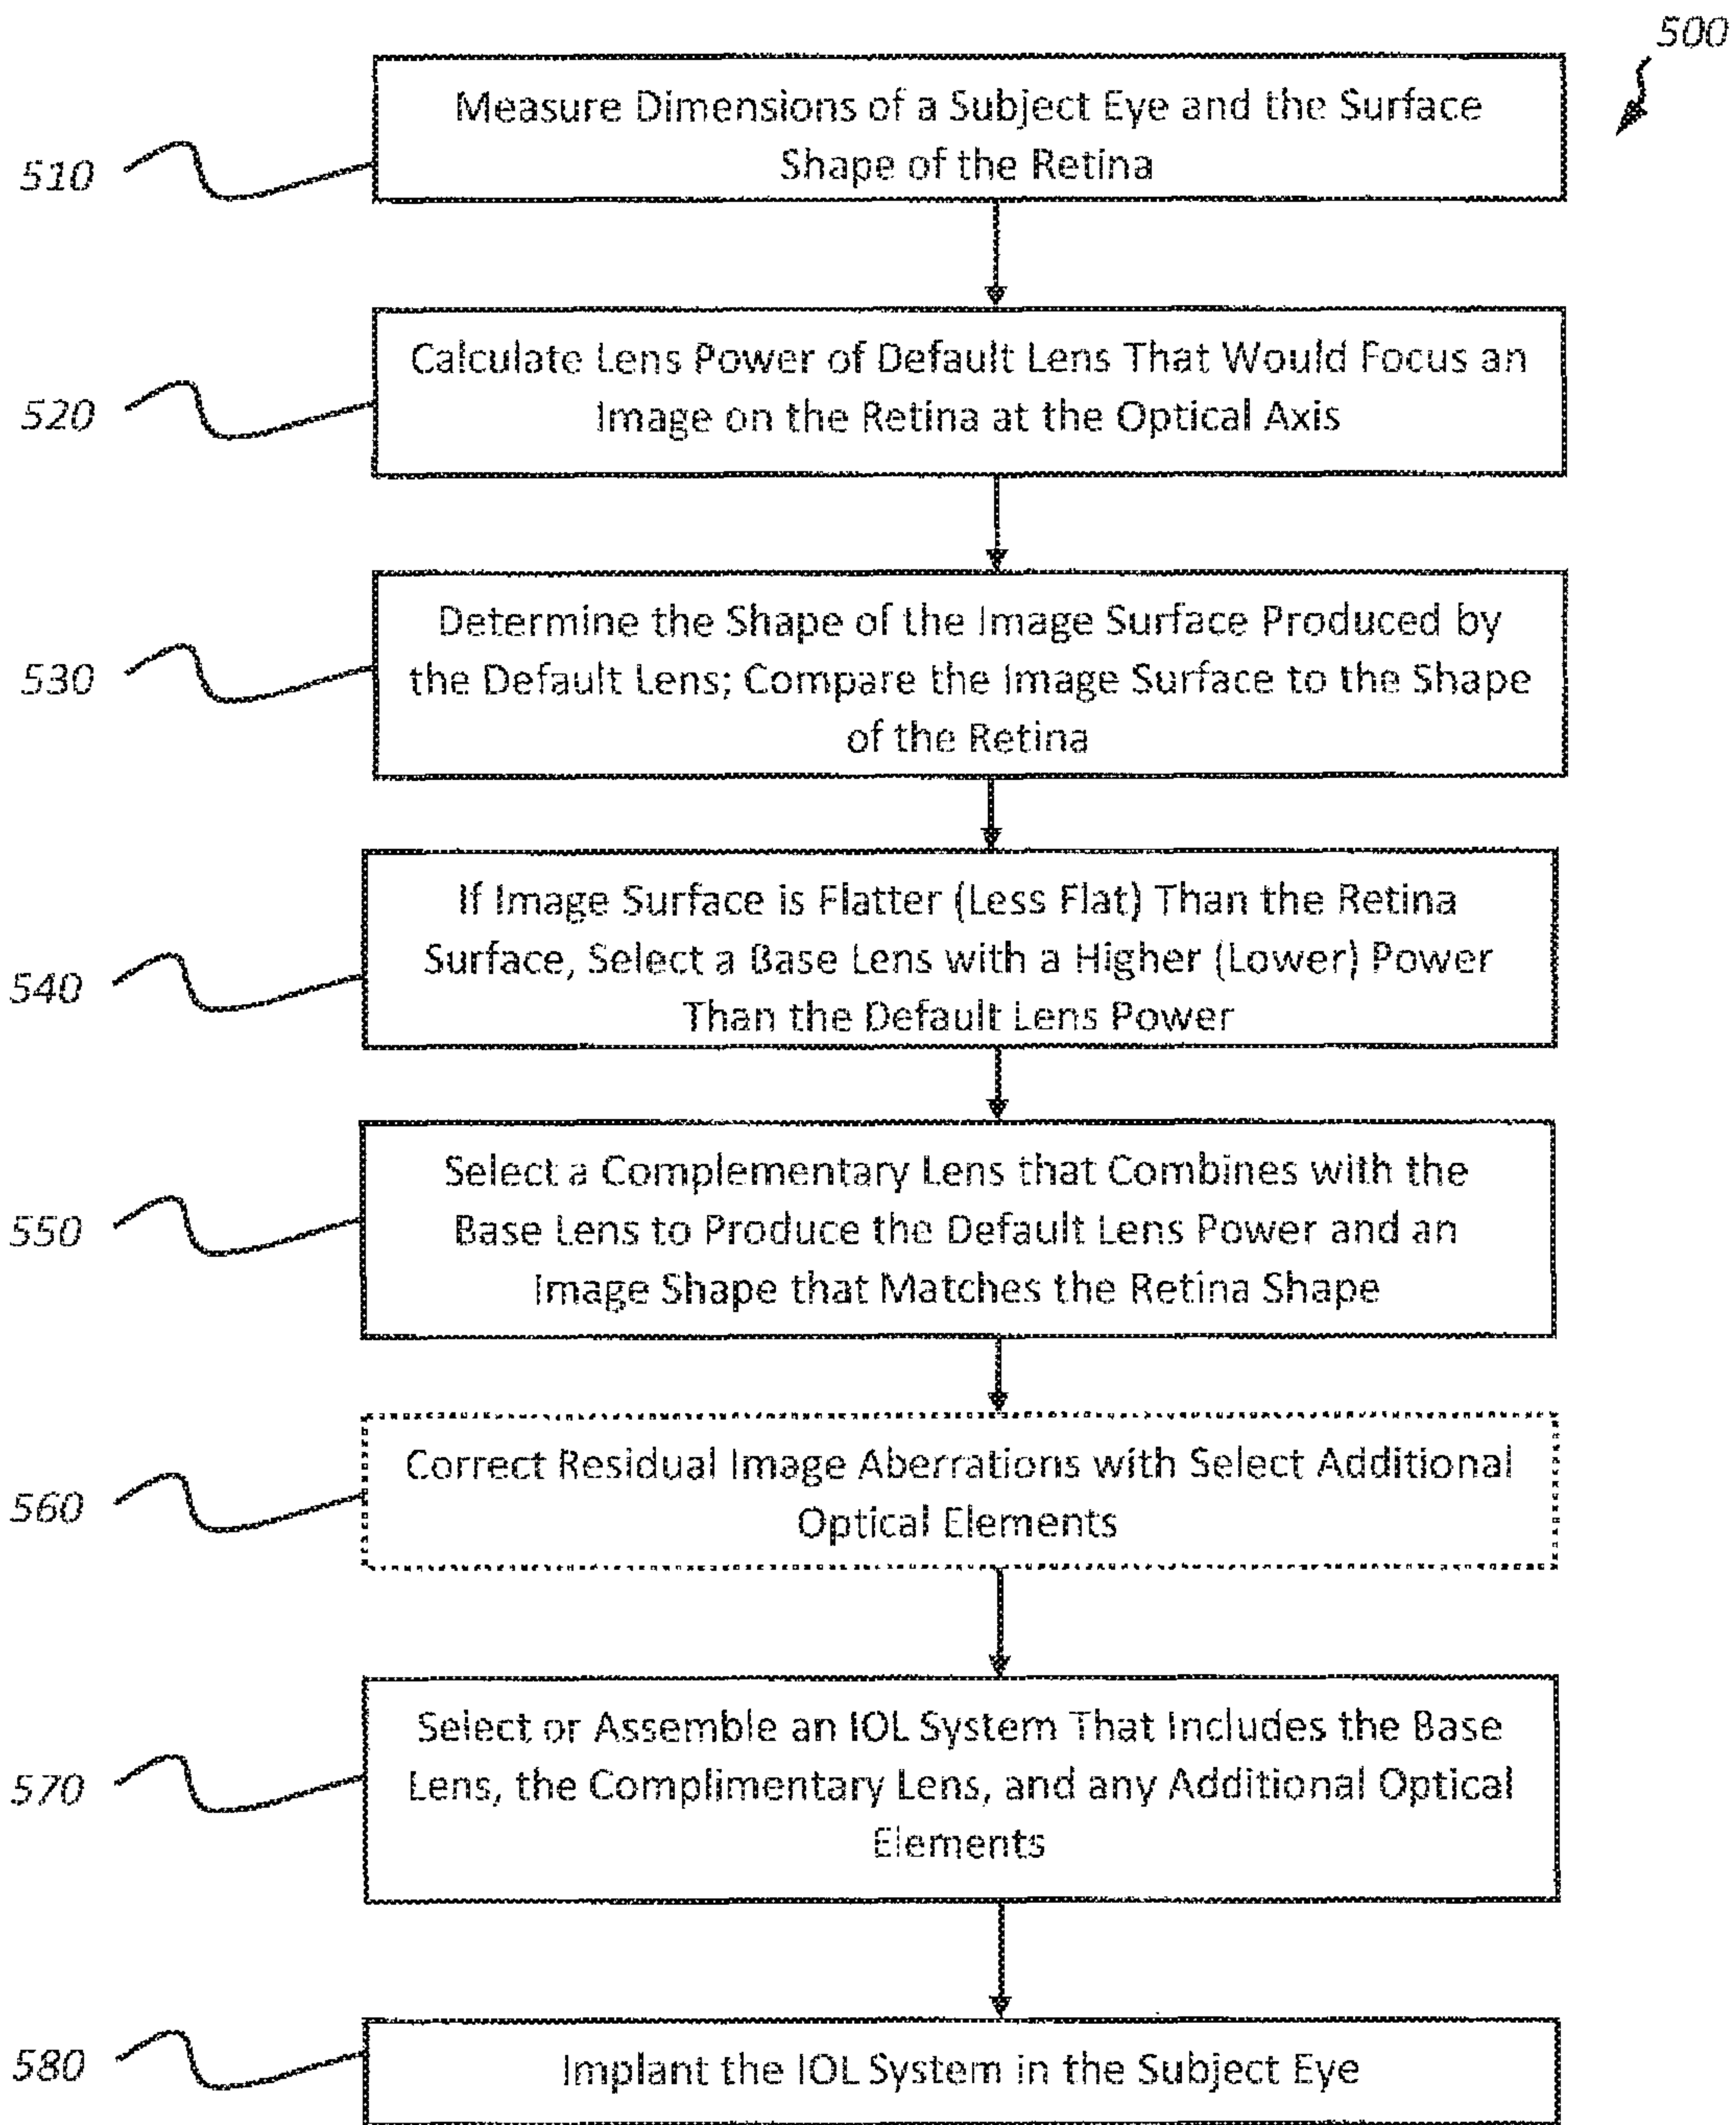 500
510
Measure Dimensions of a Subject Eye and the Surface
Shape of the Retina
520
Calculate Lens Power of Default Lens That Would Focus an
Image on the Retina at the Optical Axis
530
Determine the Shape of the Image Surface Produced by
the Default Lens; Compare the Image Surface to the Shape
of the Retina
540
If Image Surface is Flatter (Less Flat) Than the Retina
Surface, Select a Base Lens with a Higher (Lower) Power
Than the Default Lens Power
550
Select a Complementary Lens that Combines with the
Base Lens to Produce the Default Lens Power and an
Image Shape that Matches the Retina Shape
560
Correct Residual Image Aberrations with Select Additional
Optical Elements
570
Select or Assemble an IOL System That Includes the Base
Lens, the Complimentary Lens, and any Additional Optical
Elements
580
Implant the IOL System in the Subject Eye